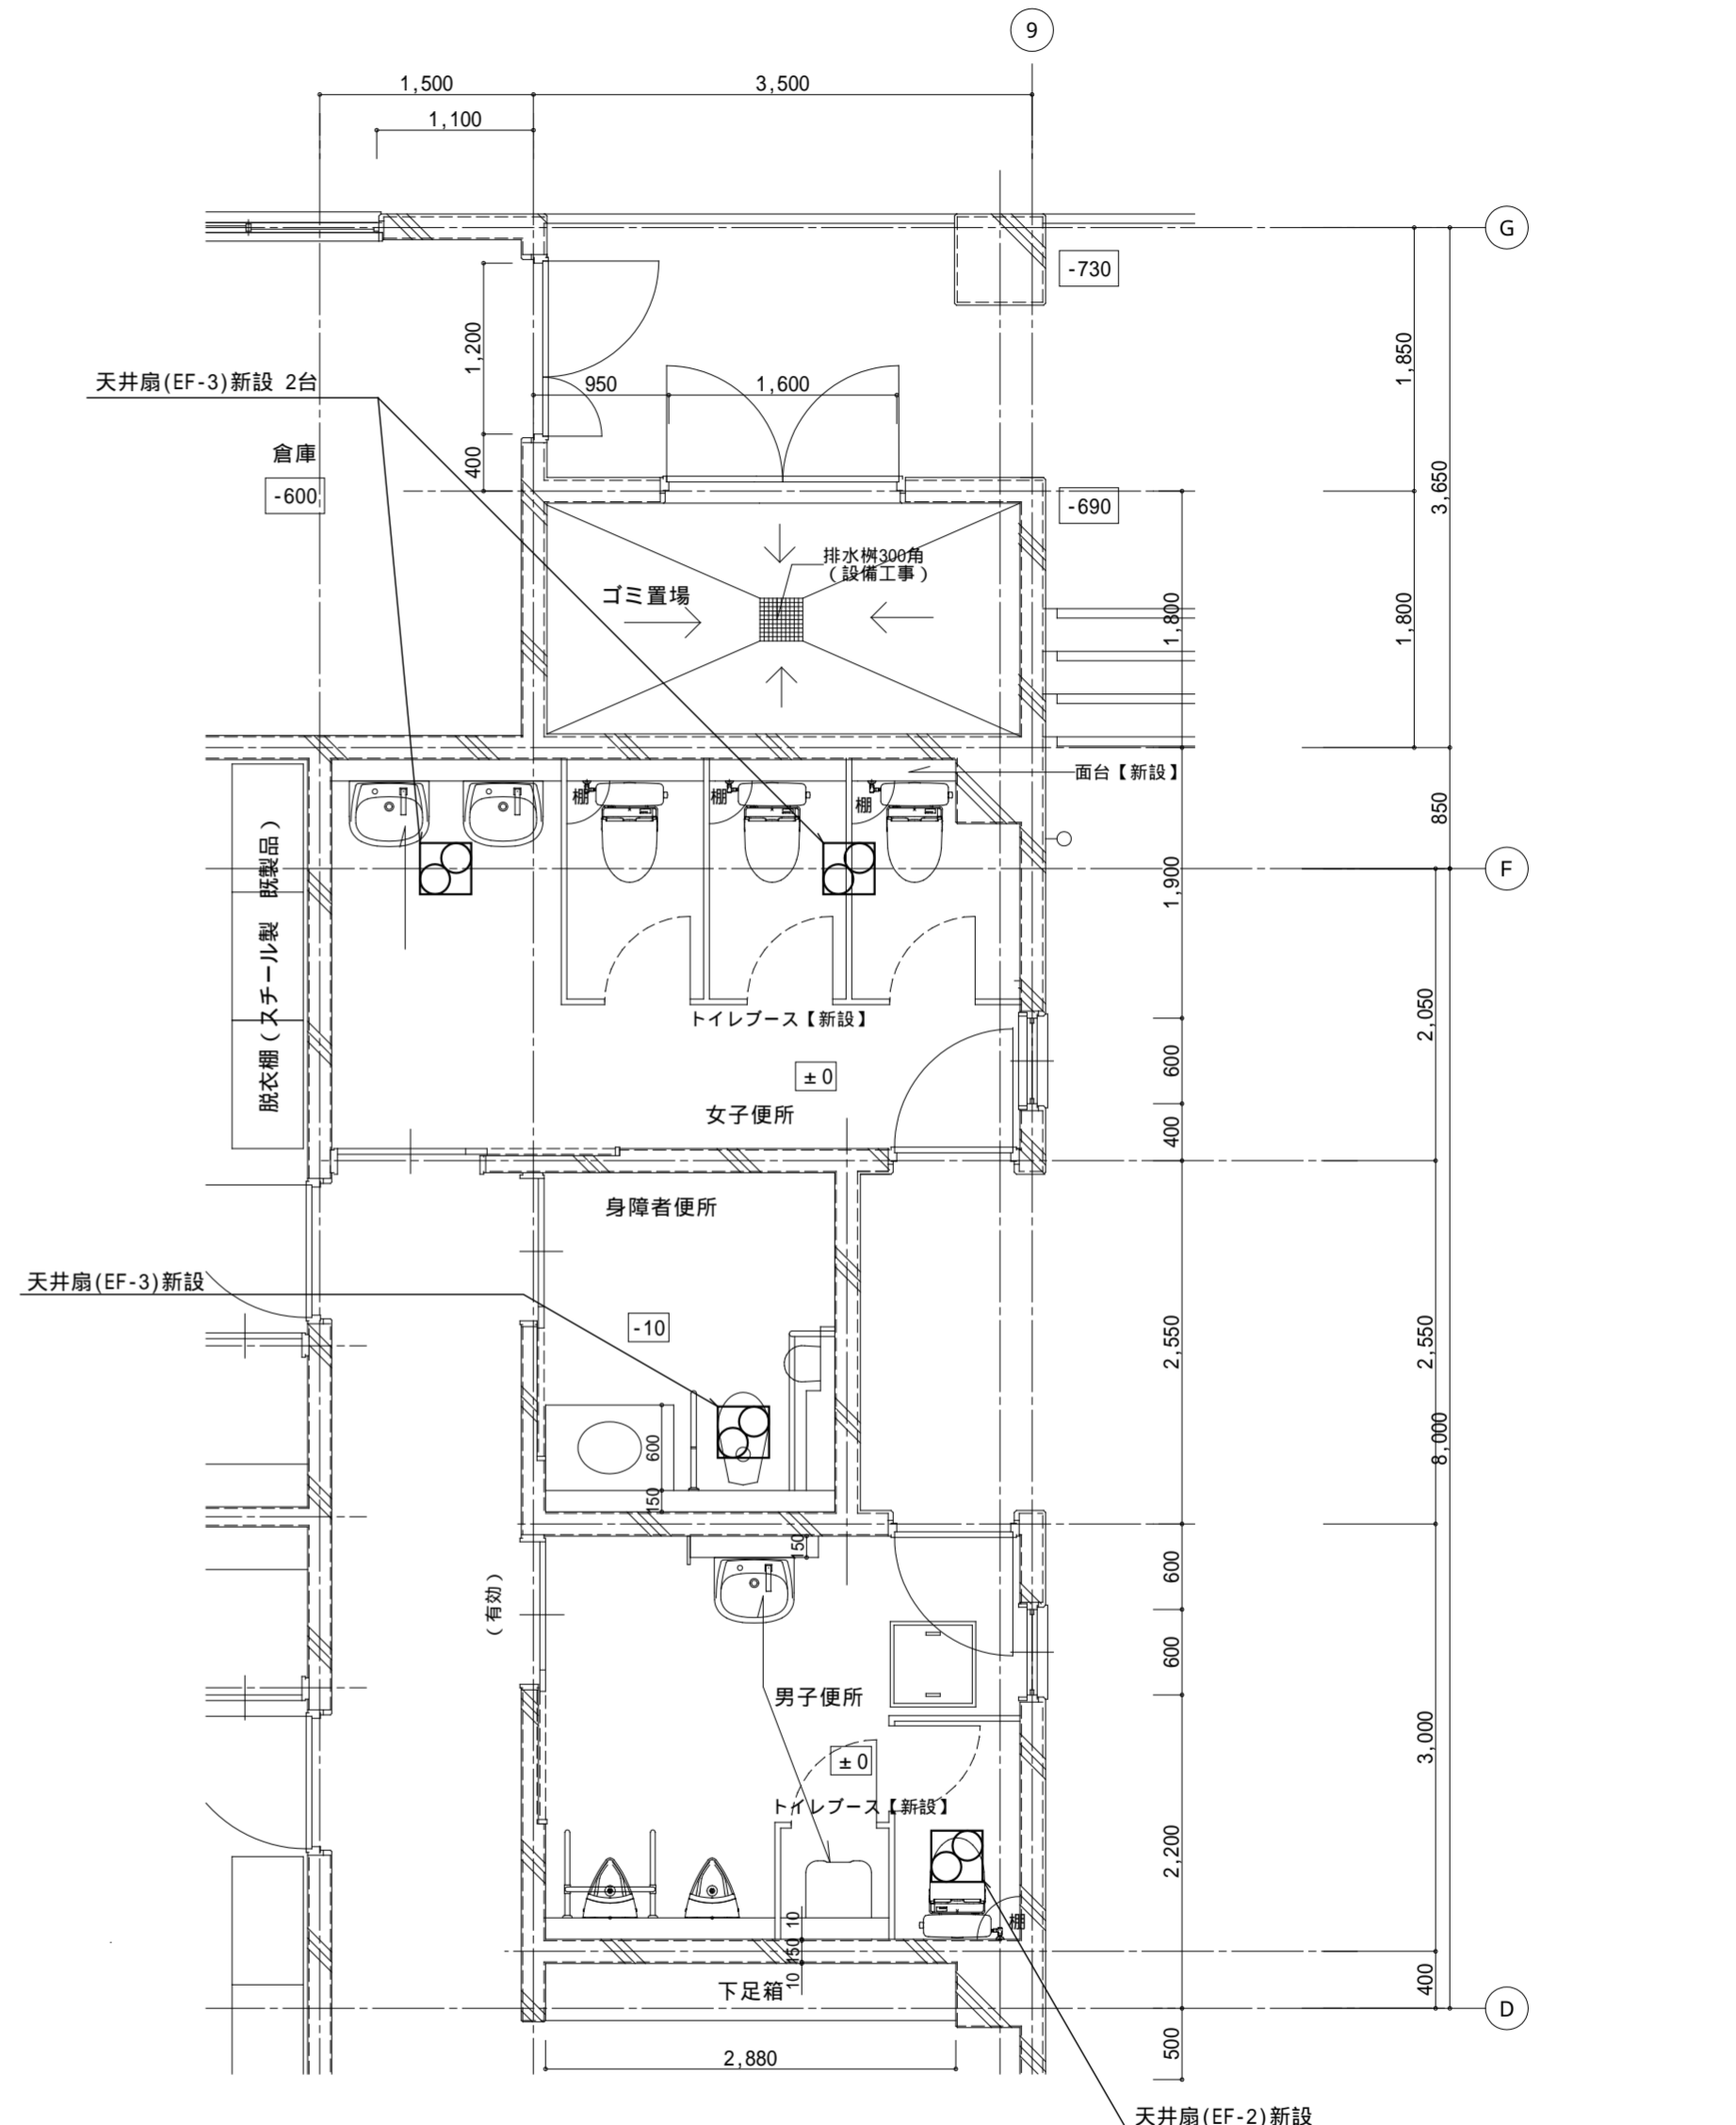 9
1,500
3,500
1,100
G
-730
1,200
1,850
天井扇(EF-3)新設 2台
950
1,600
倉庫
400
3,650
-600
-690
排水桝300角
(設備工事)
ゴミ置場
1,800
1,800
面台【新設】
棚
棚
棚
850
脱衣棚(スチール製 既製品)
F
1,900
2,050
トイレブース【新設】
600
±0
女子便所
400
身障者便所
天井扇(EF-3)新設
-10
2,550
2,550
8,000
600
150
150
(有効)
600
600
男子便所
3,000
±0
トイレブース【新設】
2,200
10
棚
150
10
下足箱
400
D
500
2,880
天井扇(EF-2)新設